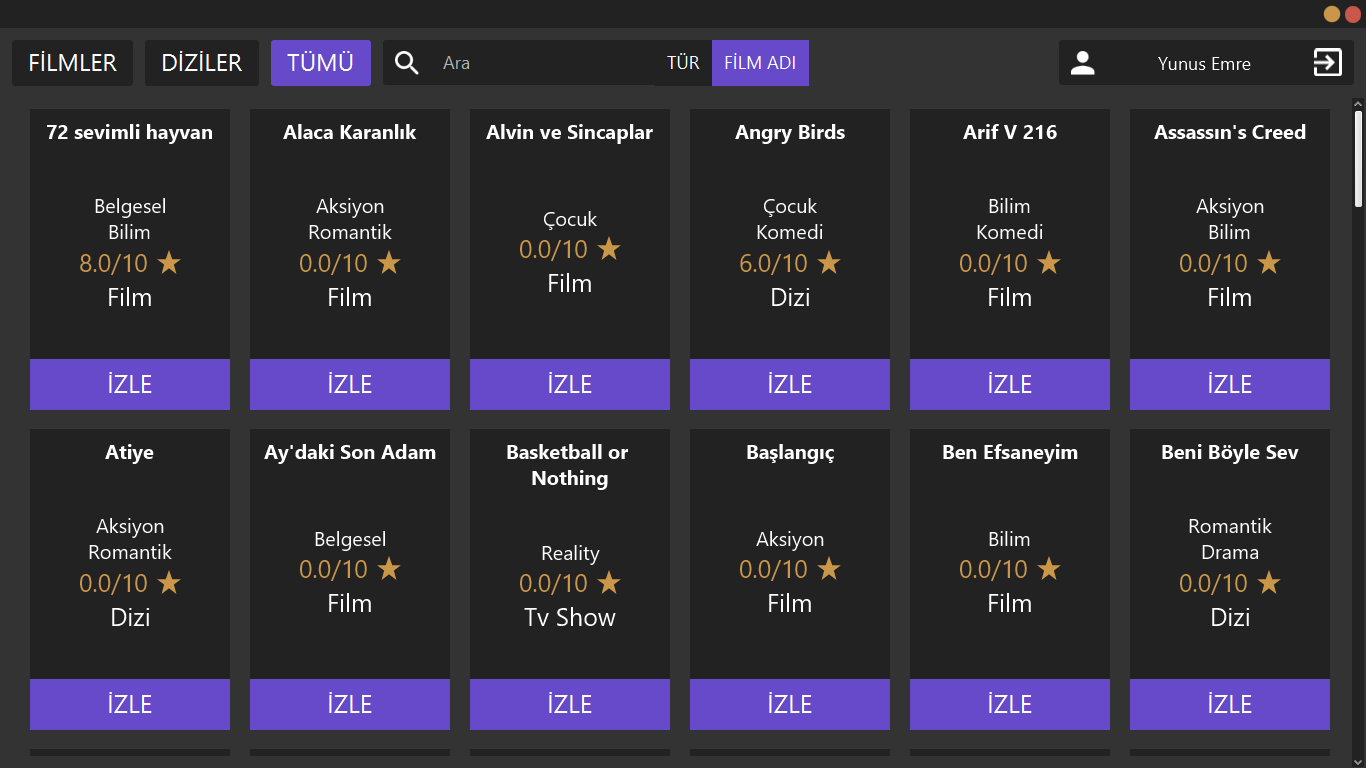 FİLMLER DİZİLER TÜMÜ Ara TÜR FİLM ADI Yunus Emre
72 sevimli hayvan
Belgesel
Bilim
8.0/10
Film
İZLE
Alaca Karanlık
Aksiyon
Romantik
0.0/10
Film
İZLE
Alvin ve Sincaplar
Çocuk
0.0/10
Film
İZLE
Angry Birds
Çocuk
Komedi
6.0/10
Dizi
İZLE
Arif V 216
Bilim
Komedi
0.0/10
Film
İZLE
Assassın's Creed
Aksiyon
Bilim
0.0/10
Film
İZLE
Atiye
Aksiyon
Romantik
0.0/10
Dizi
İZLE
Ay'daki Son Adam
Belgesel
0.0/10
Film
İZLE
Basketball or
Nothing
Reality
0.0/10
Tv Show
İZLE
Başlangıç
Aksiyon
0.0/10
Film
İZLE
Ben Efsaneyim
Bilim
0.0/10
Film
İZLE
Beni Böyle Sev
Romantik
Drama
0.0/10
Dizi
İZLE